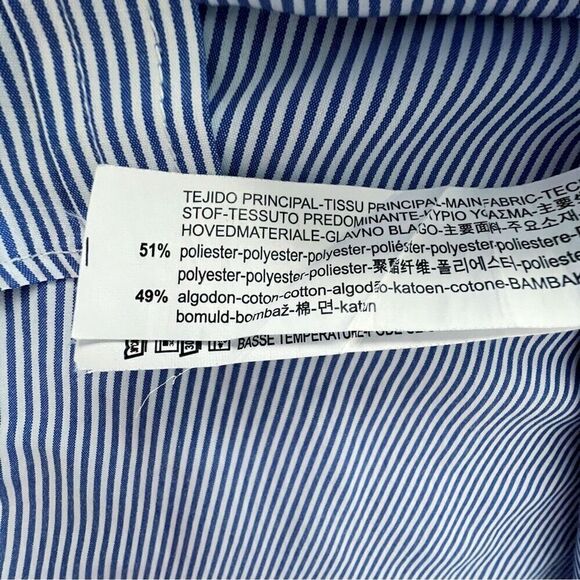 TEJIDO PRINCIPAL-TISSU PRINCIPAL-MAIN FABRIC-TEC
STOF-TESSUTO PREDOMINANTE-ΚΥΡΙΟ ΥΦΑΣΜΑ-主要
HOVEDMATERIALE-GLAVNO BLAGO-主要面料-주요소재
51% poliester-polyester-polyester-poliéster-polyester-poliestere-
polyester-polyester-poliester-聚酯纤维-폴리에스터-poliester
49% algodon-coton-cotton-algodão-katoen-cotone-ΒΑΜΒΑ
bomuld-bombaž-棉-면-katun
BASSE TEMPERATURE-